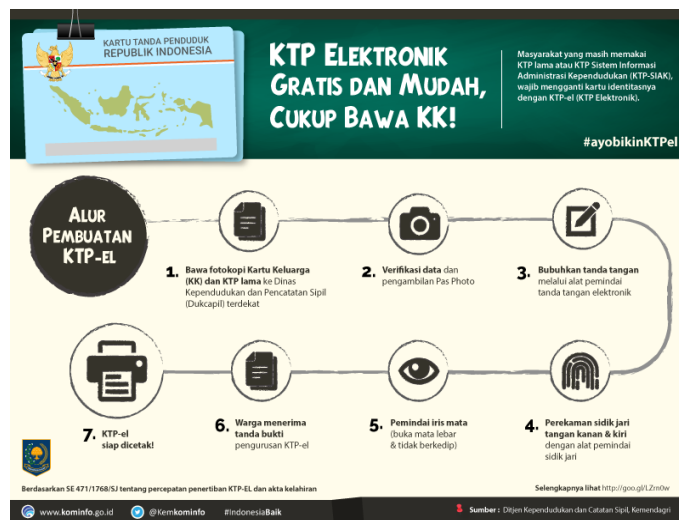 KARTU TANDA PENDUDUK
REPUBLIK INDONESIA
KTP ELEKTRONIK
GRATIS DAN MUDAH,
CUKUP BAWA KK!
Masyarakat yang masih memakai
KTP lama atau KTP Sistem Informasi
Administrasi Kependudukan (KTP-SIAK),
wajib mengganti kartu identitasnya
dengan KTP-el (KTP Elektronik).
#ayobikinKTPel
ALUR
PEMBUATAN
KTP-EL
1. Bawa fotokopi Kartu Keluarga
(KK) dan KTP lama ke Dinas
Kependudukan dan Pencatatan Sipil
(Dukcapil) terdekat
2. Verifikasi data dan
pengambilan Pas Photo
3. Bubuhkan tanda tangan
melalui alat pemindai
tanda tangan elektronik
4. Perekaman sidik jari
tangan kanan & kiri
dengan alat pemindai
sidik jari
5. Pemindai iris mata
(buka mata lebar
& tidak berkedip)
6. Warga menerima
tanda bukti
pengurusan KTP-el
7. KTP-el
siap dicetak!
Berdasarkan SE 471/1768/SJ tentang percepatan penertiban KTP-EL dan akta kelahiran
Selengkapnya lihat http://goo.gl/LZrn0w
www.kominfo.go.id
@Kemkominfo
#IndonesiaBaik
Sumber : Ditjen Kependudukan dan Catatan Sipil, Kemendagri